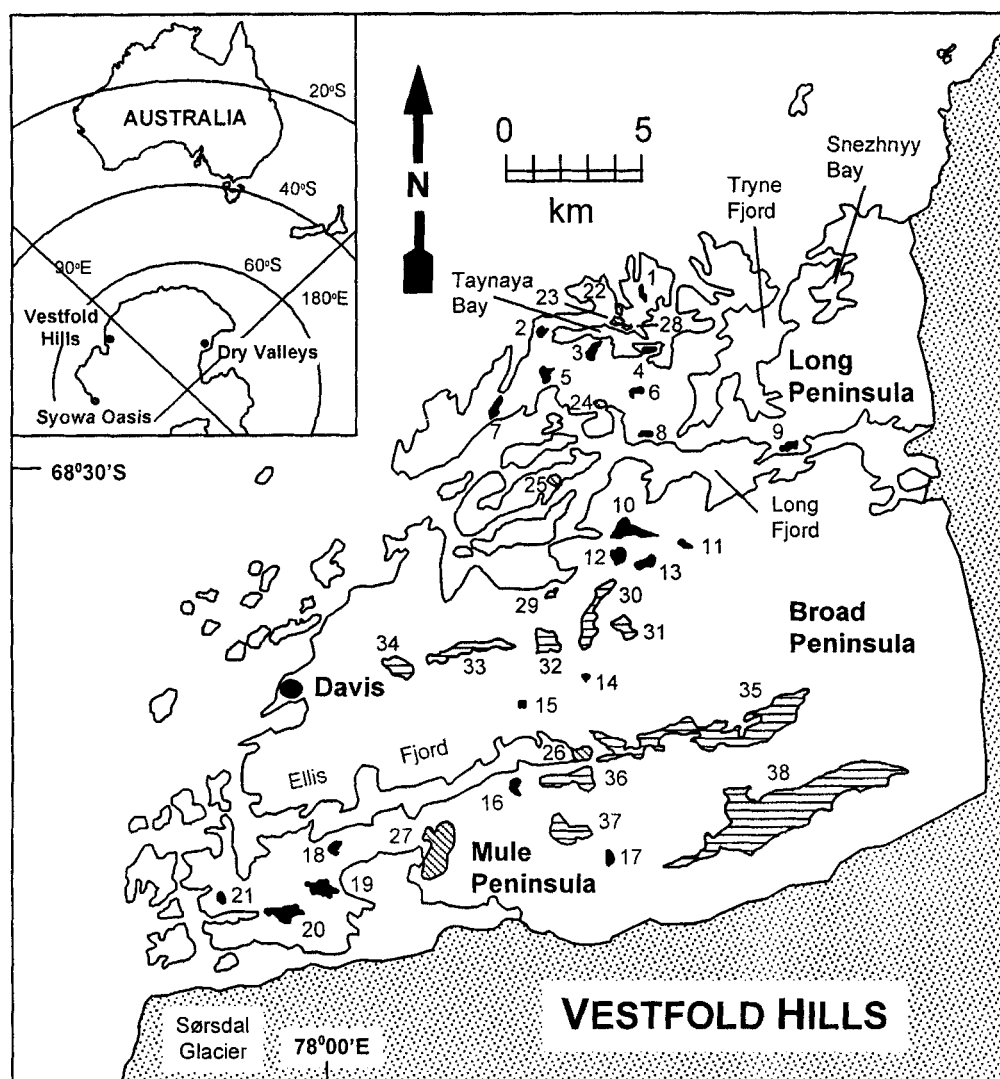 20°S
AUSTRALIA
40°S
90°E
60°S
180°E
Vestfold
Hills
Dry Valleys
Syowa Oasis
N
0 5
km
Snezhnyy
Bay
Tryne
Fjord
Taynaya
Bay
1
23
22
2
28
3
4
5
6
24
7
8
9
Long
Peninsula
68°30'S
25
Long
Fjord
10
11
12
13
29
30
31
Broad
Peninsula
34
33
32
14
Davis
15
35
26
Ellis
Fjord
36
38
16
37
27
Mule
Peninsula
17
18
19
21
20
VESTFOLD HILLS
Sørsdal
Glacier
78°00'E